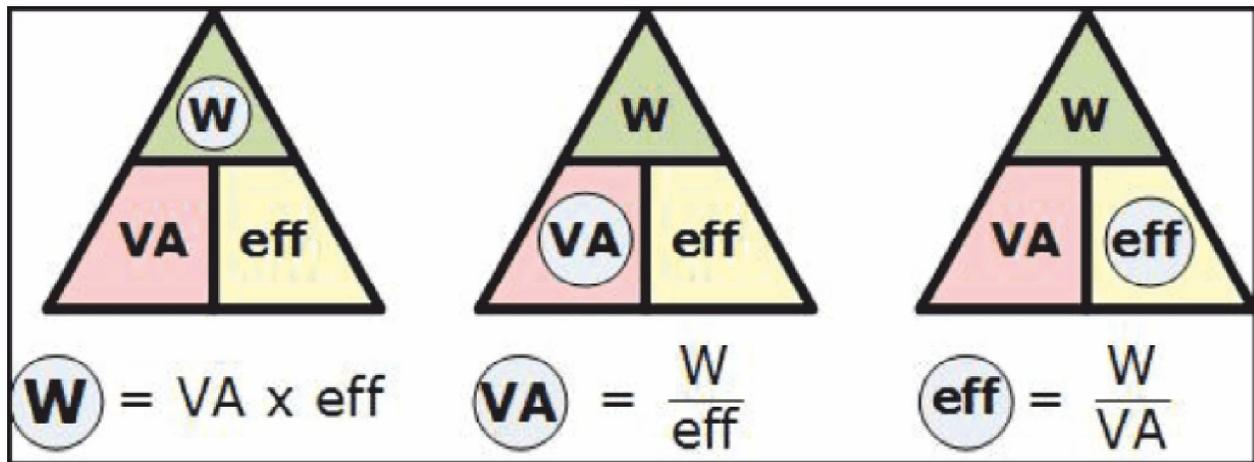 W
VA eff
W = VA x eff
W
VA eff
VA = W
eff
W
VA eff
eff = W
VA